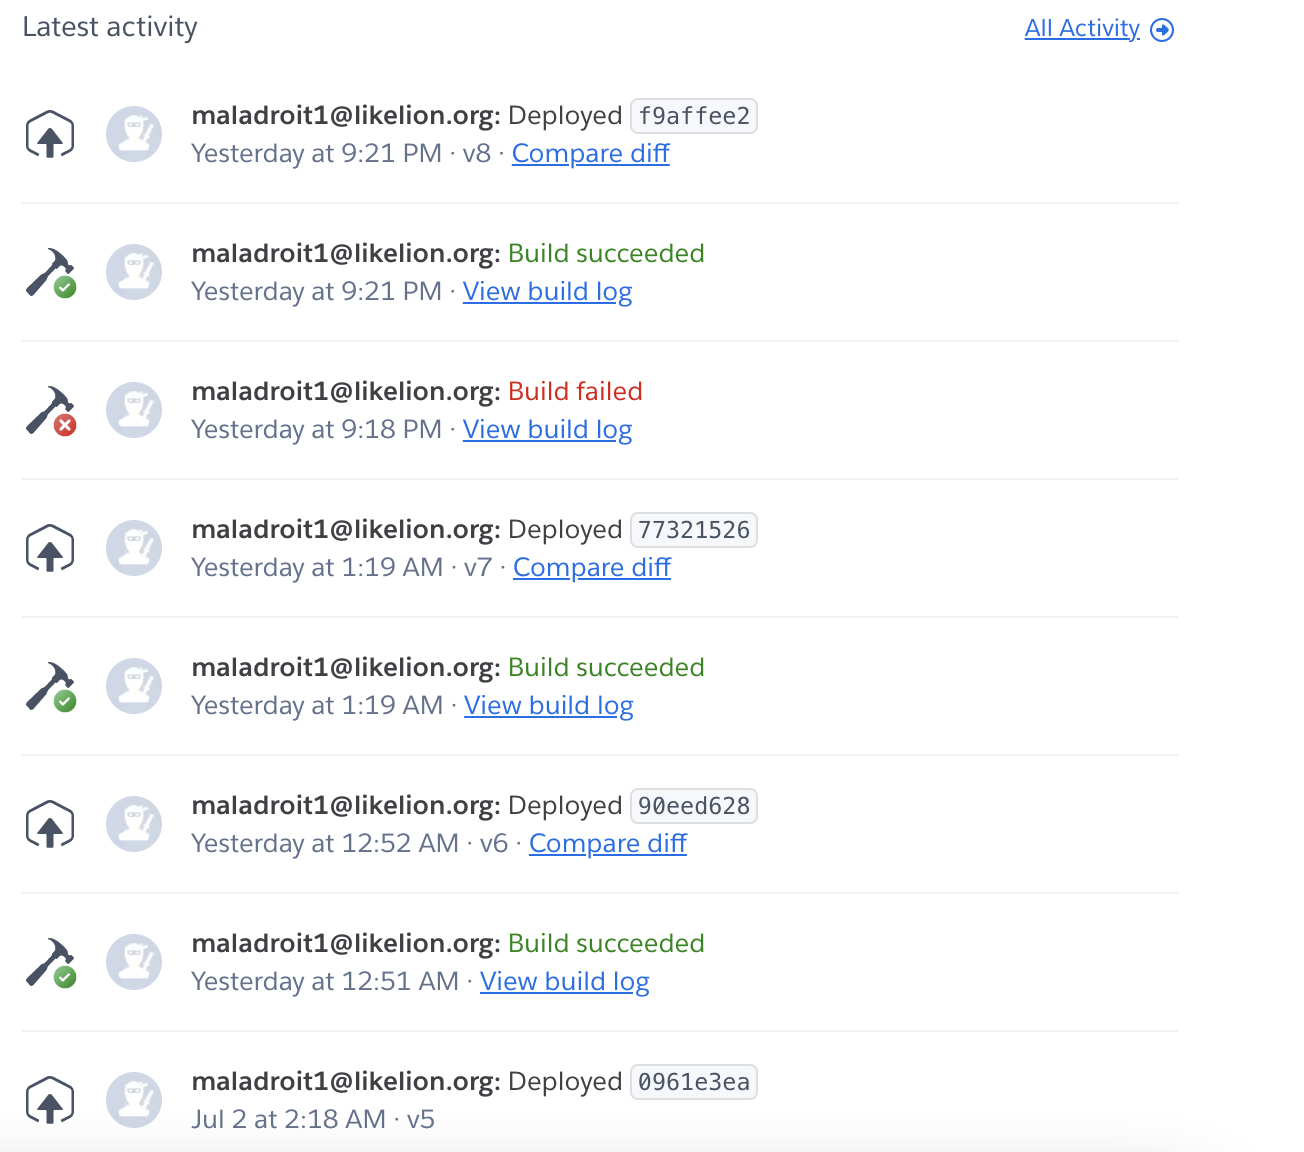 Latest activity
All Activity
maladroit1@likelion.org: Deployed f9affee2
Yesterday at 9:21 PM · v8 · Compare diff
maladroit1@likelion.org: Build succeeded
Yesterday at 9:21 PM · View build log
maladroit1@likelion.org: Build failed
Yesterday at 9:18 PM · View build log
maladroit1@likelion.org: Deployed 77321526
Yesterday at 1:19 AM · v7 · Compare diff
maladroit1@likelion.org: Build succeeded
Yesterday at 1:19 AM · View build log
maladroit1@likelion.org: Deployed 90eed628
Yesterday at 12:52 AM · v6 · Compare diff
maladroit1@likelion.org: Build succeeded
Yesterday at 12:51 AM · View build log
maladroit1@likelion.org: Deployed 0961e3ea
Jul 2 at 2:18 AM · v5